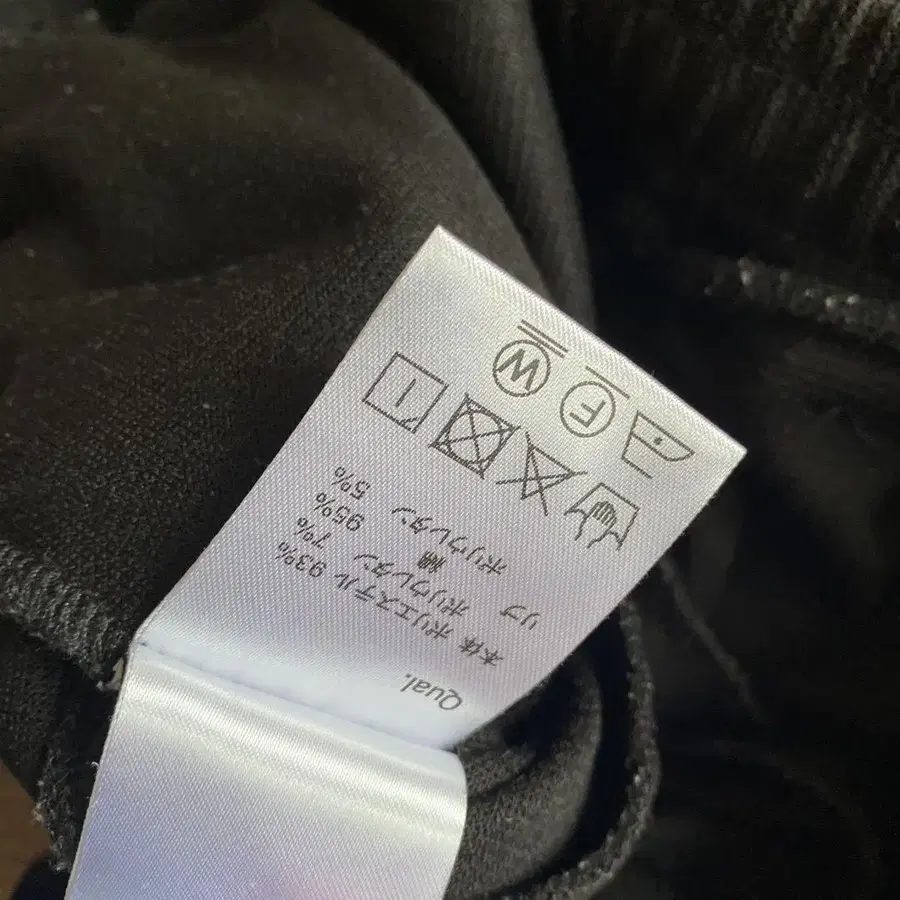 Qual.
本体 ポリエステル 93%
ポリウレタン 7%
リブ 綿 95%
ポリウレタン 5%
F
W